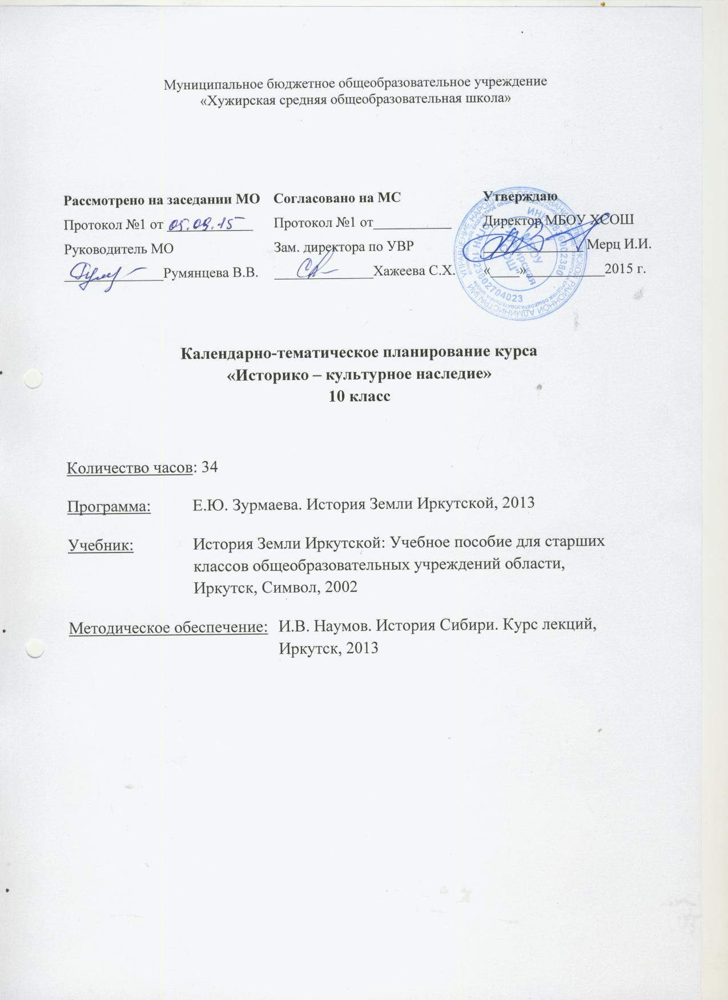 Муниципальное бюджетное общеобразовательное учреждение
«Хужирская средняя общеобразовательная школа»
Рассмотрено на заседании МО
Протокол №1 от 05.09.15
Руководитель МО
_____________Румянцева В.В.
Согласовано на МС
Протокол №1 от___________
Зам. директора по УВР
_____________Хажеева С.Х.
Утверждаю
Директор МБОУ ХСОШ
______________Мерц И.И.
«____»___________2015 г.
Календарно-тематическое планирование курса
«Историко – культурное наследие»
10 класс
Количество часов: 34
Программа: Е.Ю. Зурмаева. История Земли Иркутской, 2013
Учебник: История Земли Иркутской: Учебное пособие для старших
классов общеобразовательных учреждений области,
Иркутск, Символ, 2002
Методическое обеспечение: И.В. Наумов. История Сибири. Курс лекций,
Иркутск, 2013